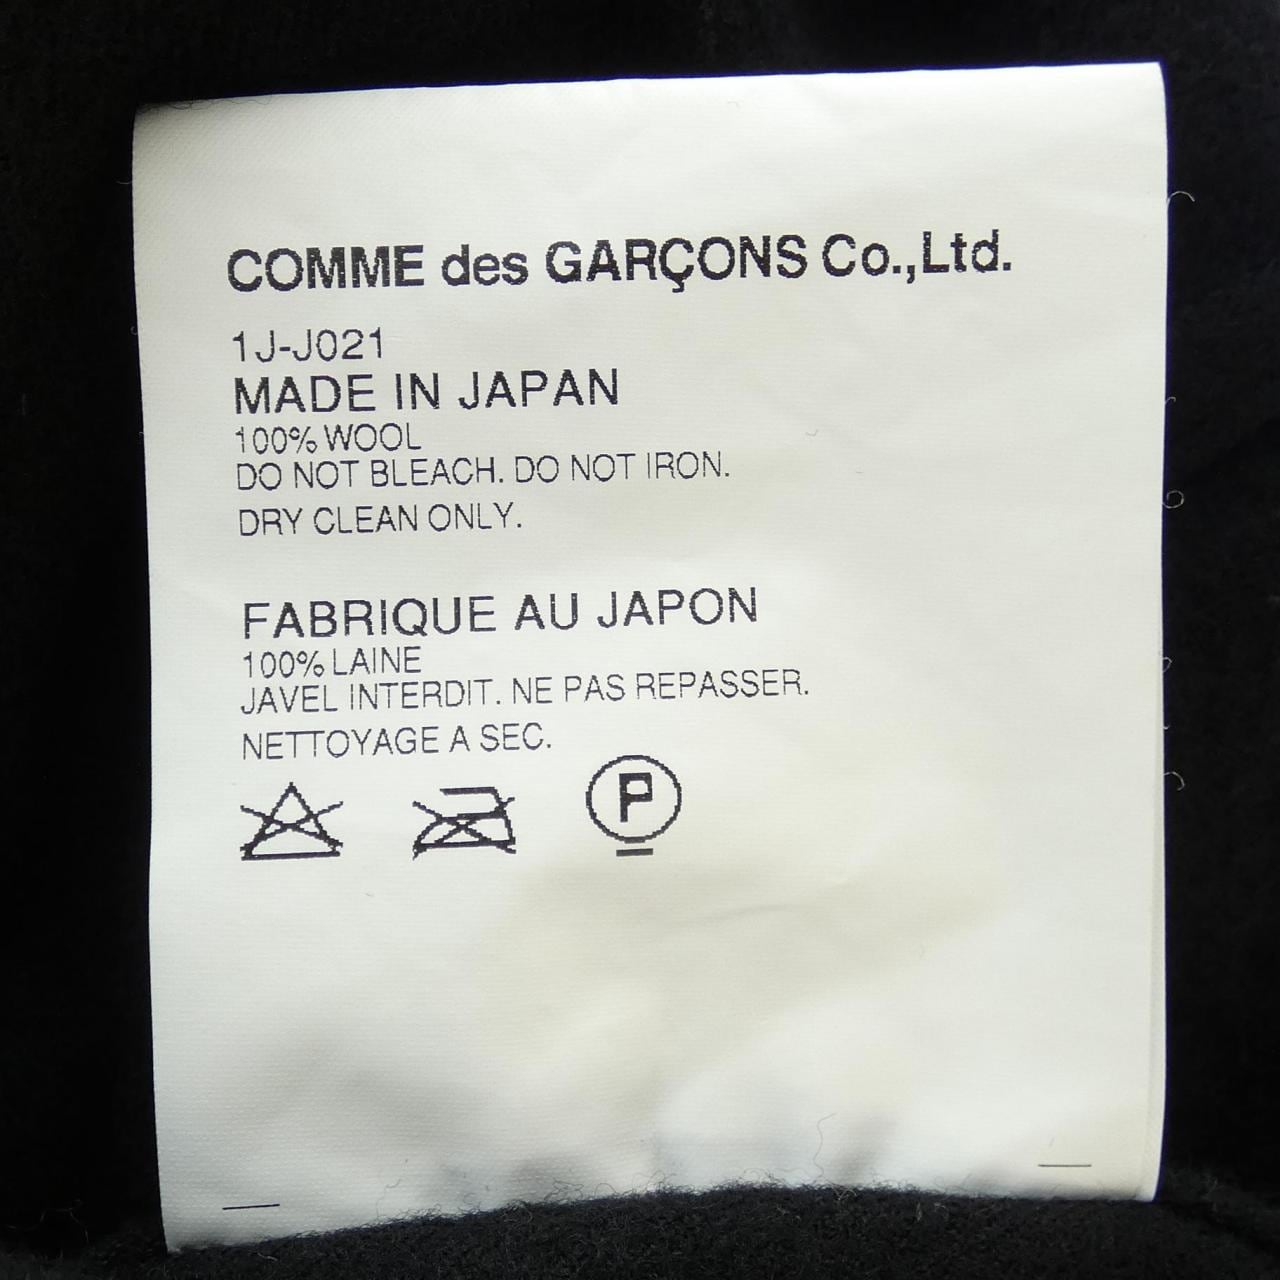 COMME des GARÇONS Co.,Ltd.
1J-J021
MADE IN JAPAN
100% WOOL
DO NOT BLEACH. DO NOT IRON.
DRY CLEAN ONLY.
FABRIQUE AU JAPON
100% LAINE
JAVEL INTERDIT. NE PAS REPASSER.
NETTOYAGE A SEC.
P